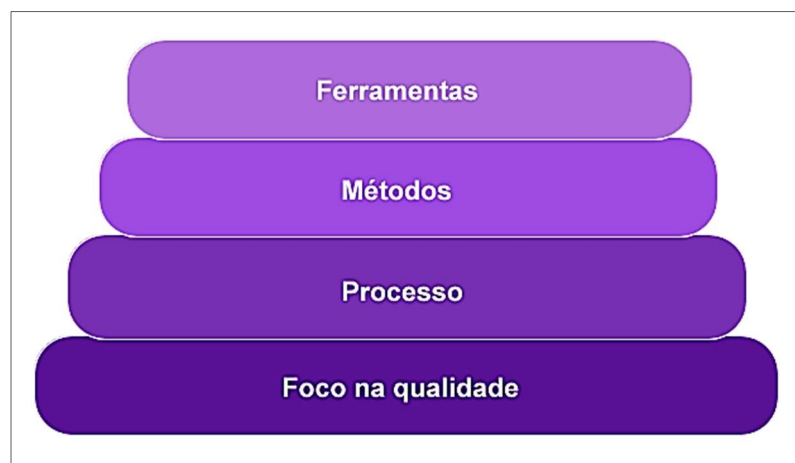 Ferramentas
Métodos
Processo
Foco na qualidade